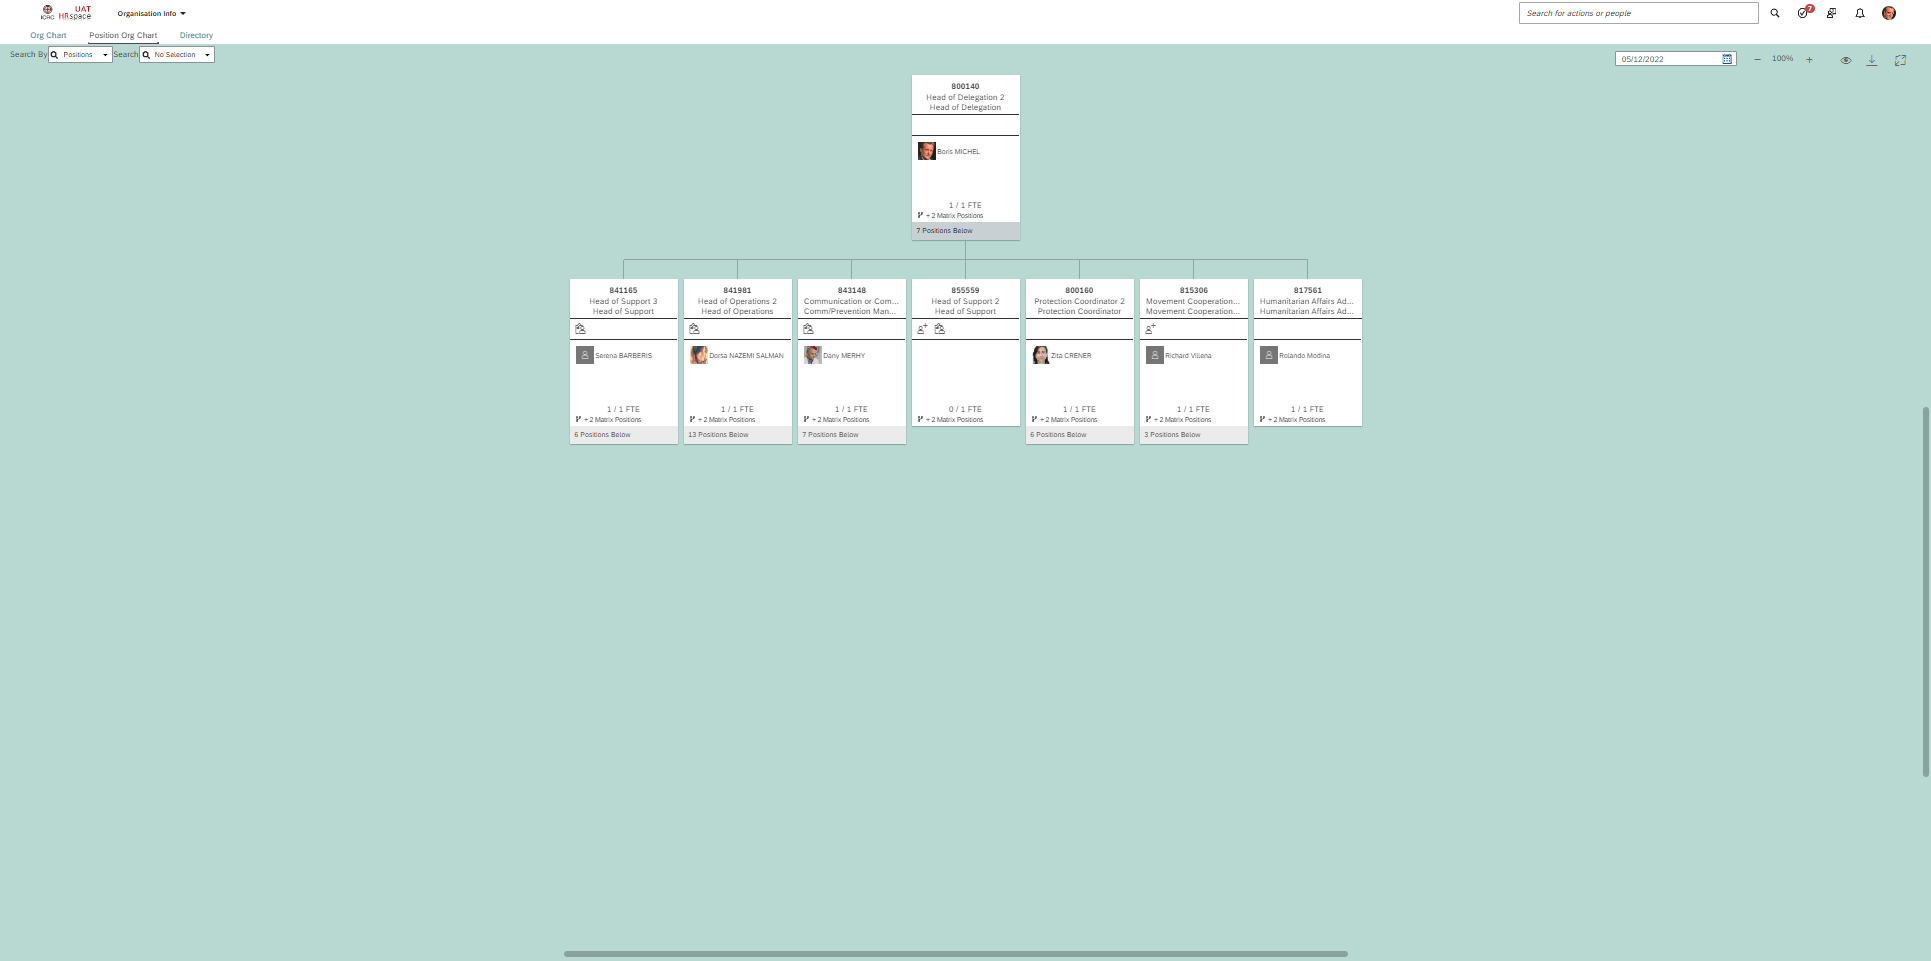 UAT
ICRC HRspace
Organisation Info
Search for actions or people
7
Org Chart
Position Org Chart
Directory
Search By
Positions
Search
No Selection
05/12/2022
100%
800140
Head of Delegation 2
Head of Delegation
Boris MICHEL
1 / 1 FTE
+ 2 Matrix Positions
7 Positions Below
841165
Head of Support 3
Head of Support
Serena BARBERIS
1 / 1 FTE
+ 2 Matrix Positions
6 Positions Below
841981
Head of Operations 2
Head of Operations
Dorsa NAZEMI SALMAN
1 / 1 FTE
+ 2 Matrix Positions
13 Positions Below
843148
Communication or Com...
Comm/Prevention Man...
Dany MERHY
1 / 1 FTE
+ 2 Matrix Positions
7 Positions Below
855559
Head of Support 2
Head of Support
0 / 1 FTE
+ 2 Matrix Positions
800160
Protection Coordinator 2
Protection Coordinator
Zita CRENER
1 / 1 FTE
+ 2 Matrix Positions
6 Positions Below
815306
Movement Cooperation...
Movement Cooperation...
Richard Villena
1 / 1 FTE
+ 2 Matrix Positions
3 Positions Below
817561
Humanitarian Affairs Ad...
Humanitarian Affairs Ad...
Rolando Modina
1 / 1 FTE
+ 2 Matrix Positions